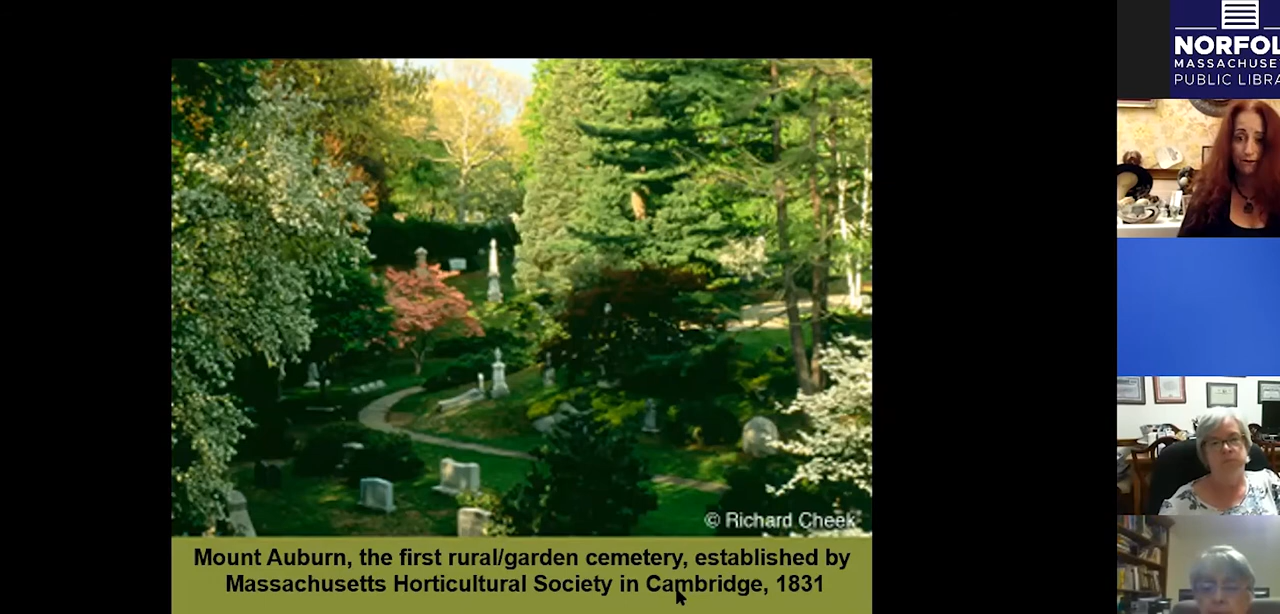 NORFOL
MASSACHUSE
PUBLIC LIBRA
© Richard Cheek
Mount Auburn, the first rural/garden cemetery, established by
Massachusetts Horticultural Society in Cambridge, 1831